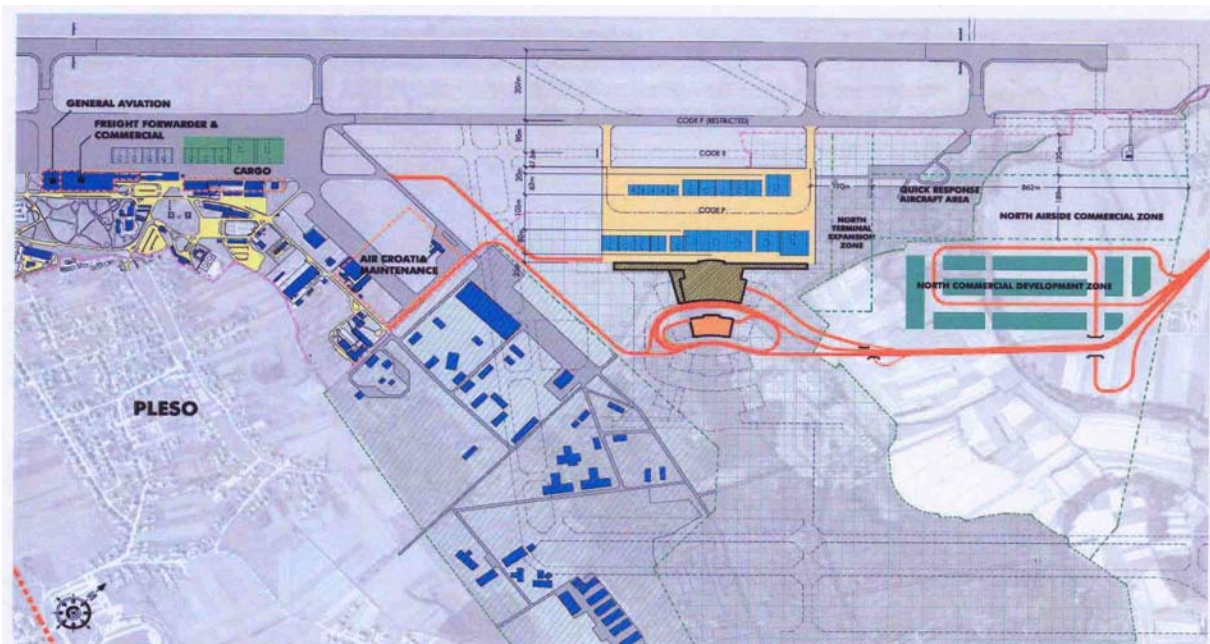 GENERAL AVIATION
FREIGHT FORWARDER &
COMMERCIAL
CARGO
CODE F (RESTRICTED)
CODE E
CODE F
170m
862m
QUICK RESPONSE
AIRCRAFT AREA
NORTH AIRSIDE COMMERCIAL ZONE
NORTH
TERMINAL
EXPANSION
ZONE
AIR CROATIA
MAINTENANCE
NORTH COMMERCIAL DEVELOPMENT ZONE
PLESO